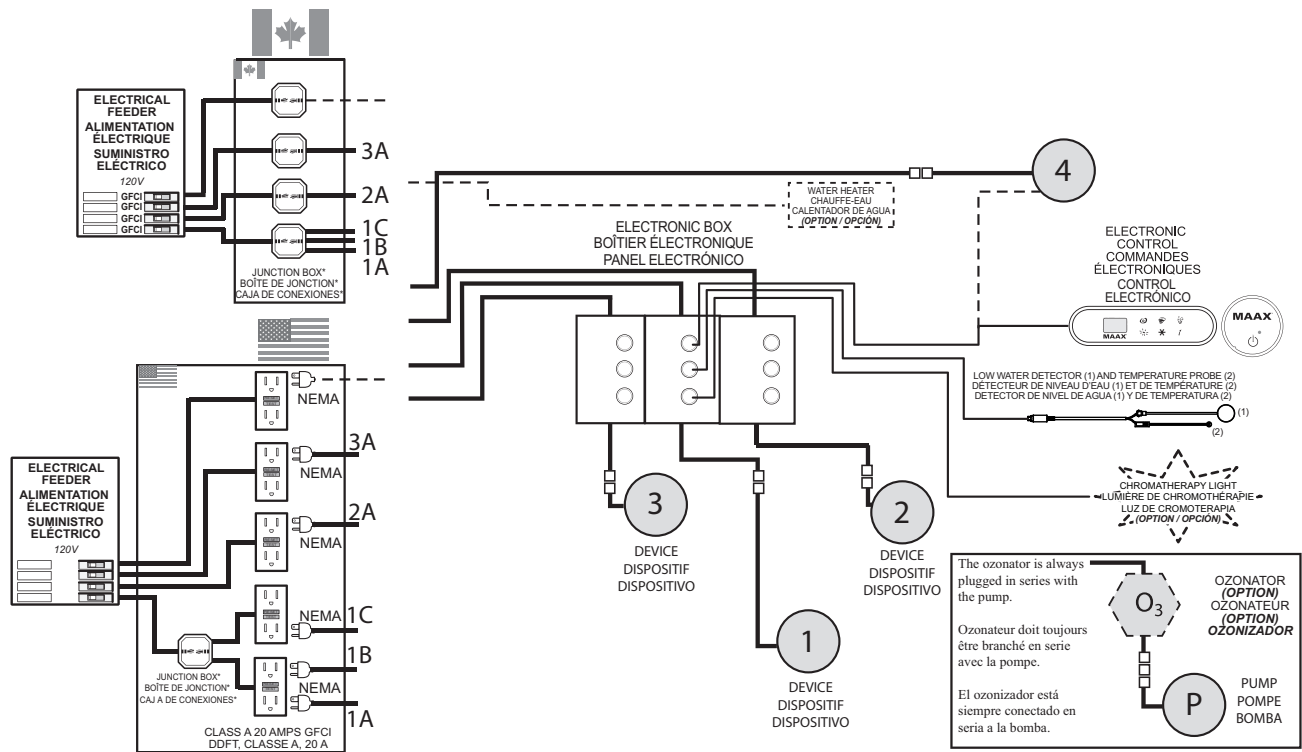 ELECTRICAL
FEEDER
ALIMENTATION
ÉLECTRIQUE
SUMINISTRO
ELÉCTRICO
120V
GFCI
GFCI
GFCI
GFCI
3A
2A
1C
1B
1A
JUNCTION BOX*
BOÎTE DE JONCTION*
CAJA DE CONEXIONES*
WATER HEATER
CHAUFFE-EAU
CALENTADOR DE AGUA
(OPTION / OPCIÓN)
4
ELECTRONIC BOX
BOÎTIER ÉLECTRONIQUE
PANEL ELECTRÓNICO
ELECTRONIC
CONTROL
COMMANDES
ÉLECTRONIQUES
CONTROL
ELECTRÓNICO
MAAX
MAAX
LOW WATER DETECTOR (1) AND TEMPERATURE PROBE (2)
DÉTECTEUR DE NIVEAU D'EAU (1) ET DE TEMPÉRATURE (2)
DETECTOR DE NIVEL DE AGUA (1) Y DE TEMPERATURA (2)
(1)
(2)
CHROMATHERAPY LIGHT
LUMIÈRE DE CHROMOTHÉRAPIE
LUZ DE CROMOTERAPIA
(OPTION / OPCIÓN)
ELECTRICAL
FEEDER
ALIMENTATION
ÉLECTRIQUE
SUMINISTRO
ELÉCTRICO
120V
NEMA
3A
NEMA
2A
NEMA
NEMA 1C
1B
NEMA
1A
JUNCTION BOX*
BOÎTE DE JONCTION*
CAJ A DE CONEXIONES*
CLASS A 20 AMPS GFCI
DDFT, CLASSE A, 20 A
3
DEVICE
DISPOSITIF
DISPOSITIVO
2
DEVICE
DISPOSITIF
DISPOSITIVO
1
DEVICE
DISPOSITIF
DISPOSITIVO
The ozonator is always
plugged in series with
the pump.
Ozonateur doit toujours
être branché en serie
avec la pompe.
El ozonizador está
siempre conectado en
seria a la bomba.
O3
OZONATOR
(OPTION)
OZONATEUR
(OPTION)
OZONIZADOR
P
PUMP
POMPE
BOMBA